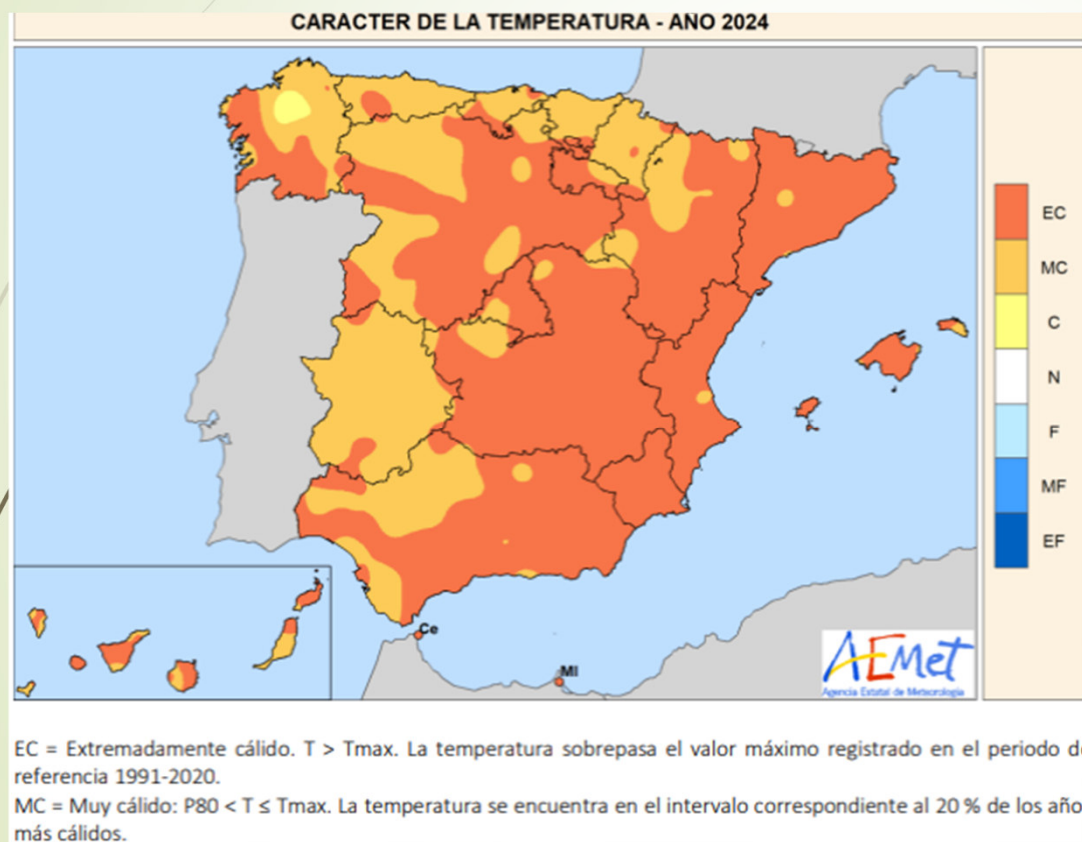 CARACTER DE LA TEMPERATURA - AÑO 2024
EC
MC
C
N
F
MF
EF
Ce
Ml
AEMet
Agencia Estatal de Meteorología
EC = Extremadamente cálido. T > Tmax. La temperatura sobrepasa el valor máximo registrado en el periodo de
referencia 1991-2020.
MC = Muy cálido: P80 < T ≤ Tmax. La temperatura se encuentra en el intervalo correspondiente al 20 % de los año
más cálidos.